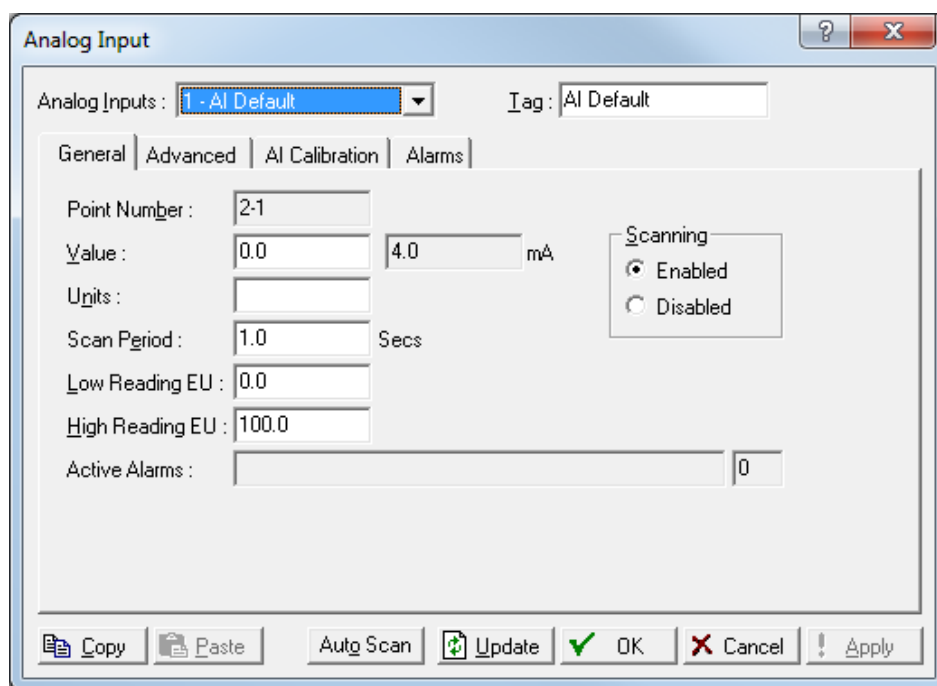 Analog Input
Analog Inputs : 1 - AI Default Tag : AI Default
General Advanced AI Calibration Alarms
Point Number : 2-1
Value : 0.0 4.0 mA
Units :
Scan Period : 1.0 Secs
Low Reading EU : 0.0
High Reading EU : 100.0
Active Alarms : 0
Scanning
Enabled
Disabled
Copy Paste Auto Scan Update OK Cancel ! Apply